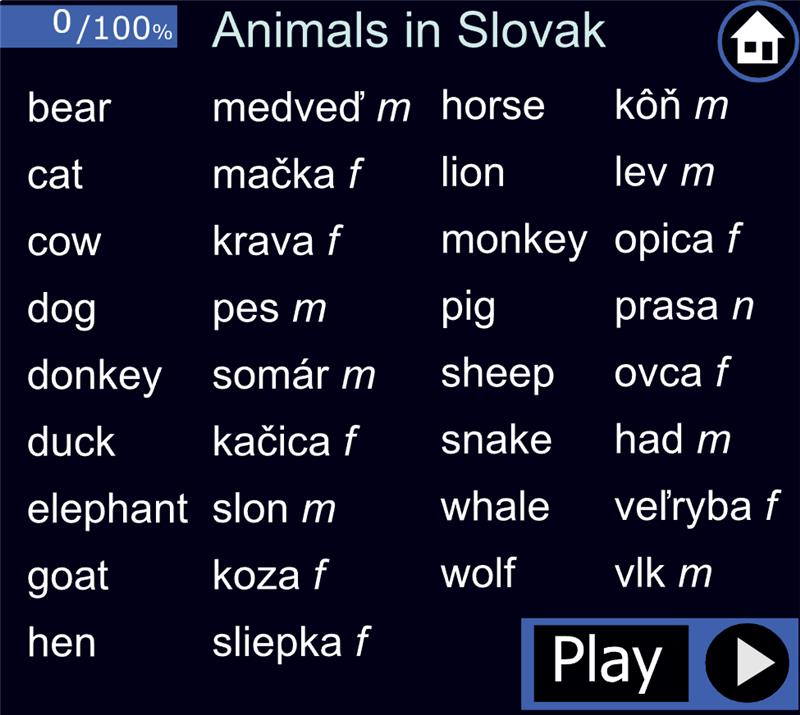 0/100%
Animals in Slovak
bear medveď m
cat mačka f
cow krava f
dog pes m
donkey somár m
duck kačica f
elephant slon m
goat koza f
hen sliepka f
horse kôň m
lion lev m
monkey opica f
pig prasa n
sheep ovca f
snake had m
whale veľryba f
wolf vlk m
Play